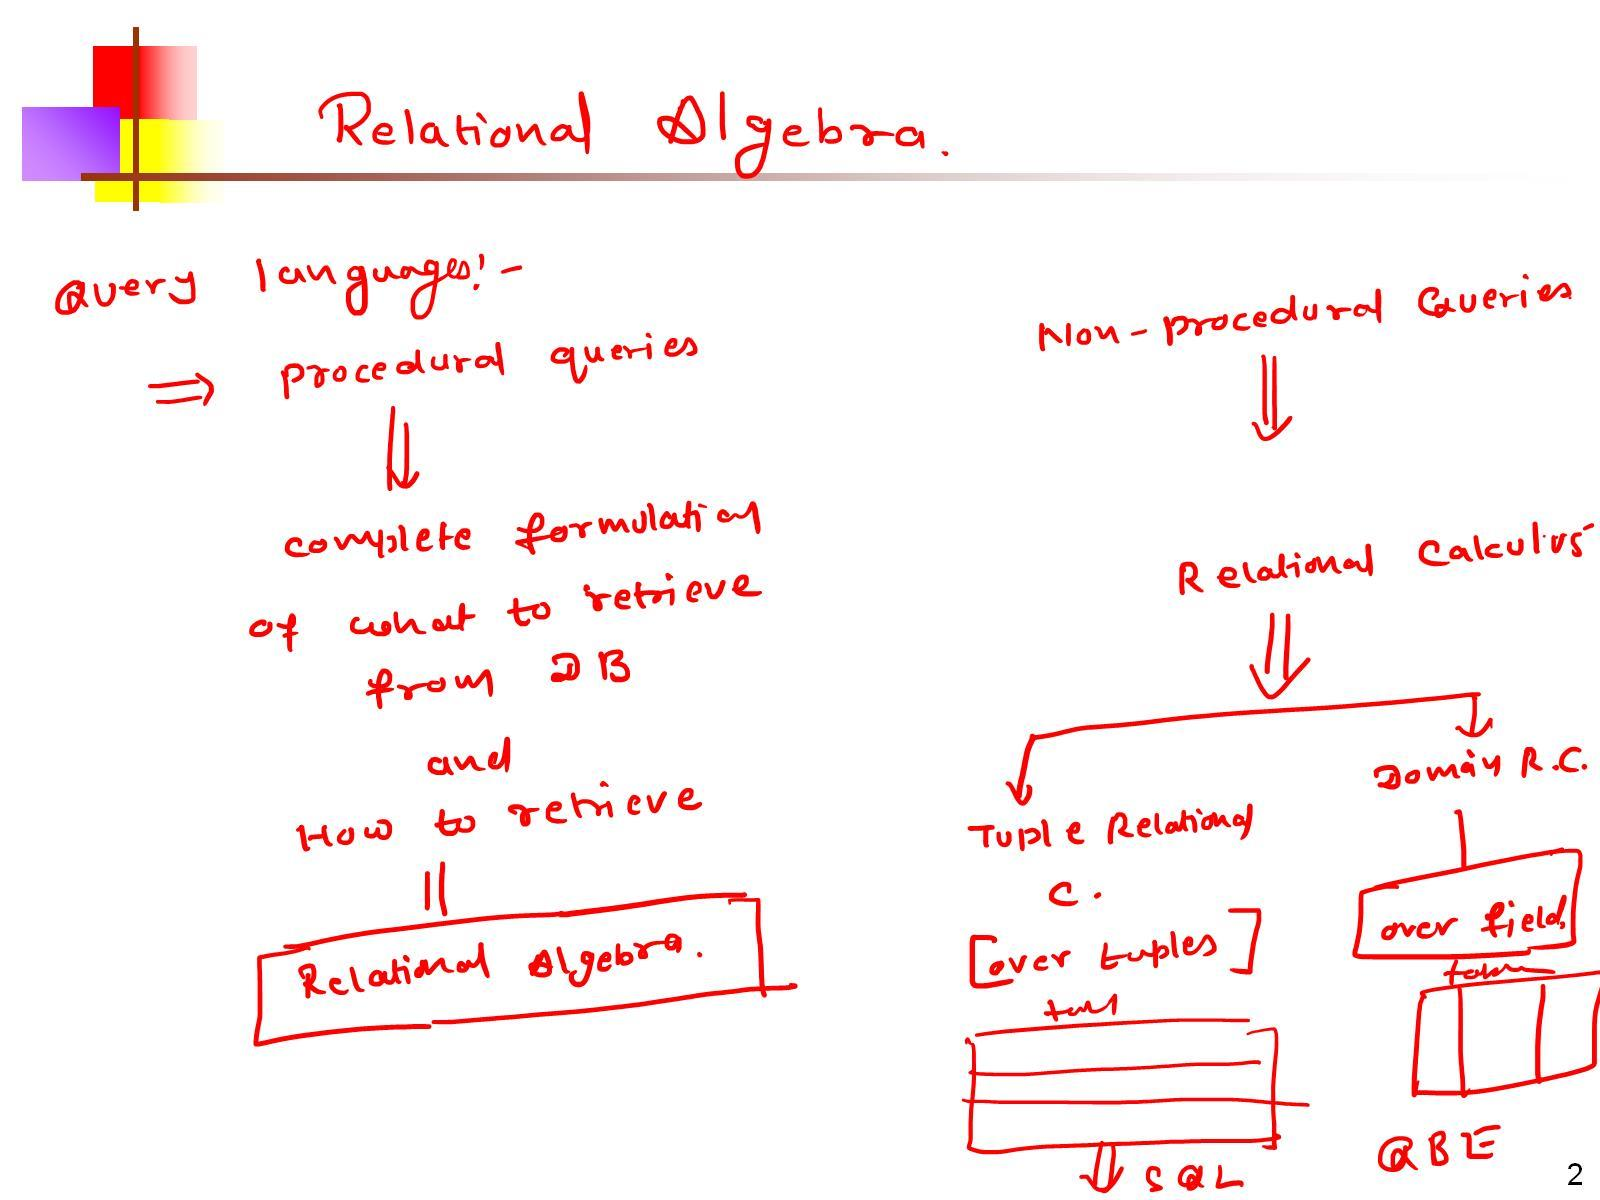 Relational Algebra.
Query languages:-
⇒ procedural queries
complete formulation
of what to retrieve
from DB
and
How to retrieve
Relational Algebra.
Non-procedural Queries
Relational Calculus
Tuple Relational
C.
[over tuples]
SQL
Domain R.C.
over field
QBE
2